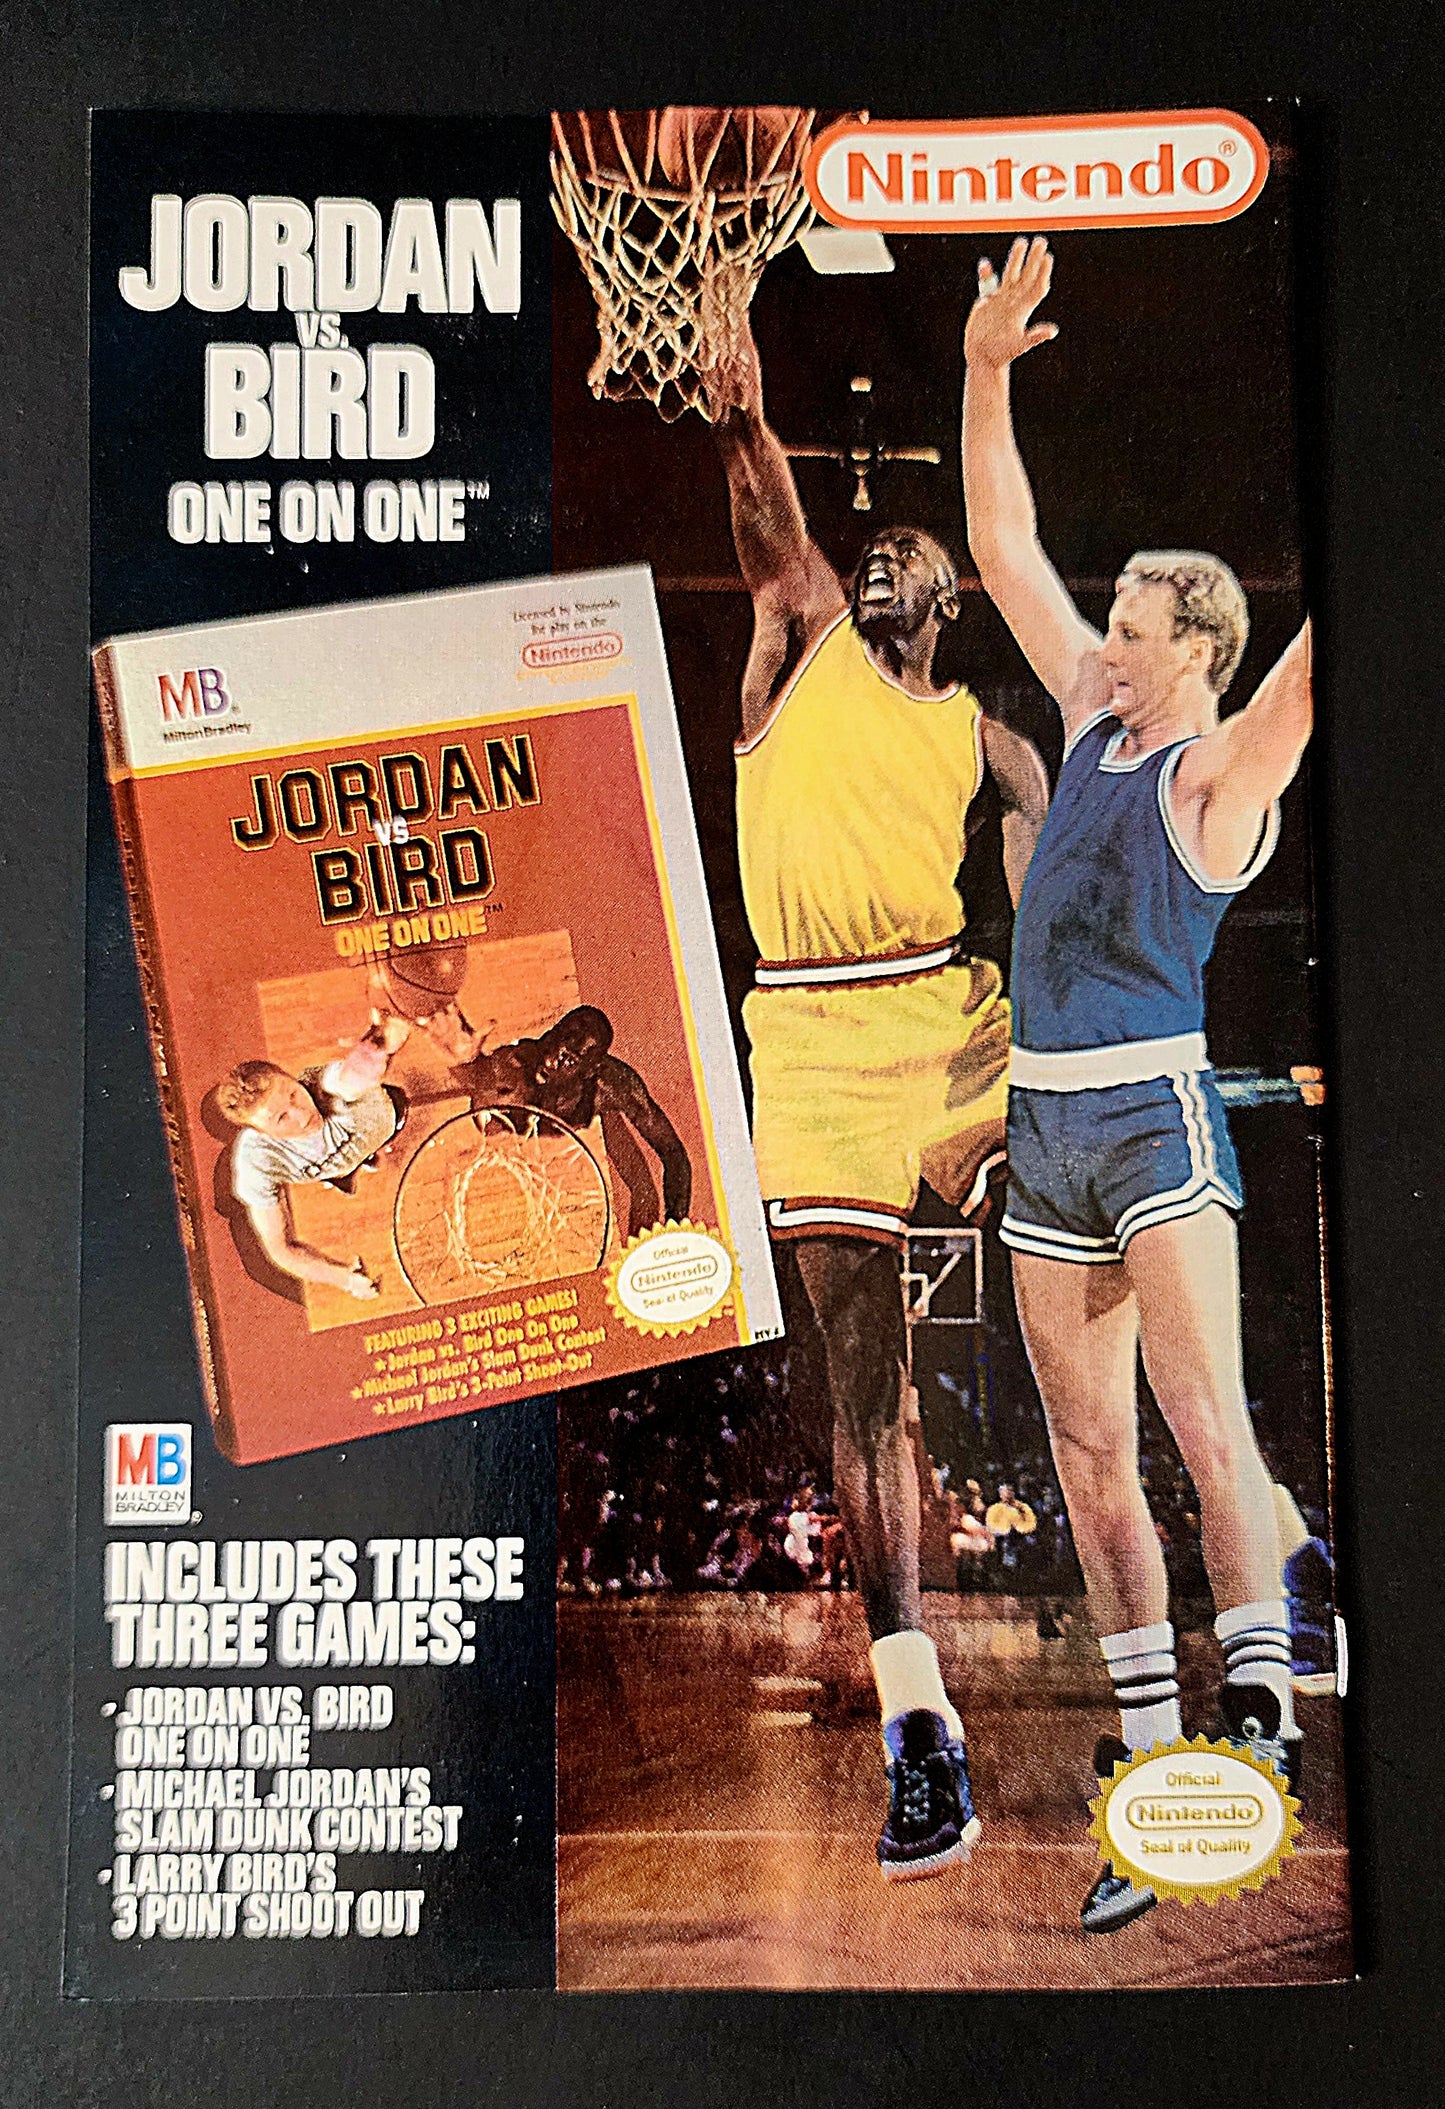 Nintendo®
JORDAN
VS.
BIRD
ONE ON ONE™
MB®
Milton Bradley
Licensed by Nintendo
for play on the
Nintendo
JORDAN
VS
BIRD
ONE ON ONE™
FEATURING 3 EXCITING GAMES!
★Jordan vs. Bird One On One
★Michael Jordan's Slam Dunk Contest
★Larry Bird's 3-Point Shoot-Out
Official
Nintendo
Seal of Quality
REV-A
MB
MILTON
BRADLEY®
INCLUDES THESE
THREE GAMES:
• JORDAN VS. BIRD
ONE ON ONE
• MICHAEL JORDAN'S
SLAM DUNK CONTEST
• LARRY BIRD'S
3 POINT SHOOT OUT
Official
Nintendo®
Seal of Quality